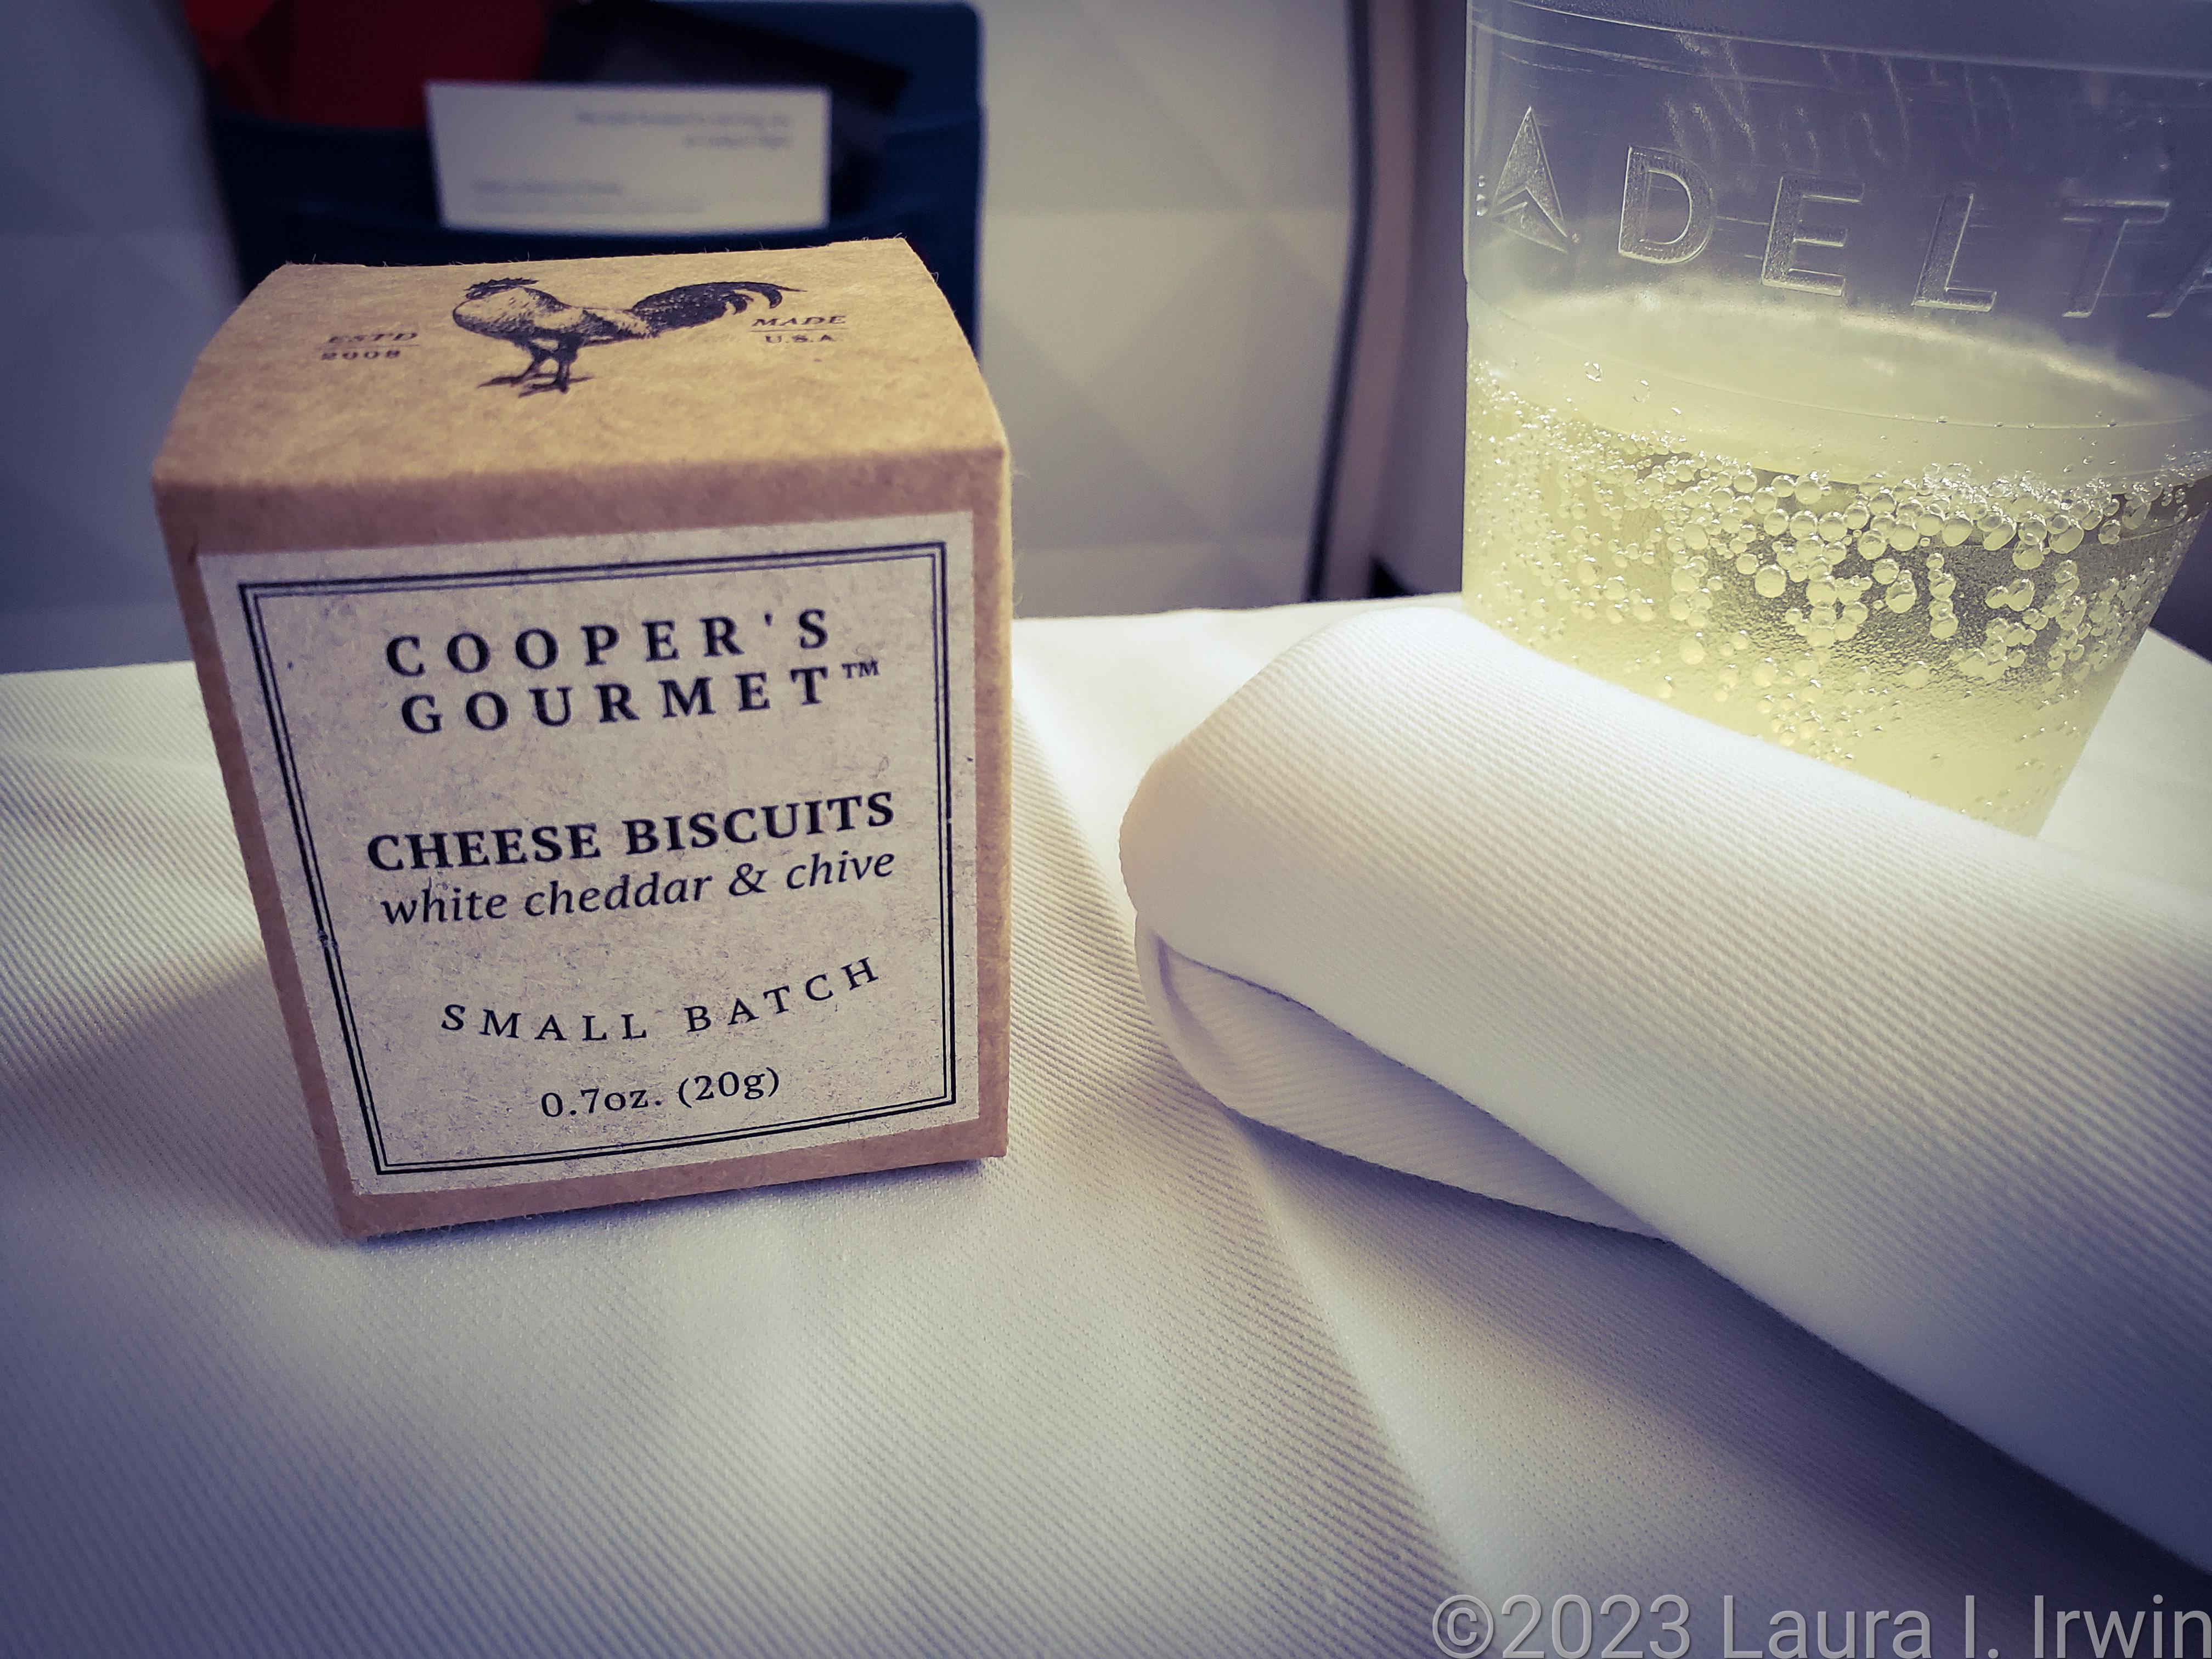 ESTD
2008
MADE
U.S.A
COOPER'S
GOURMET™
CHEESE BISCUITS
white cheddar & chive
SMALL BATCH
0.7oz. (20g)
DELTA
©2023 Laura I. Irwin